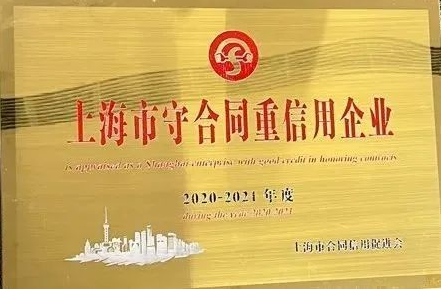 上海市守合同重信用企业
is appraised as a Shanghai enterprise with good credit in honoring contracts
2020-2021 年度
during the year 2020-2021
上海市合同信用促进会